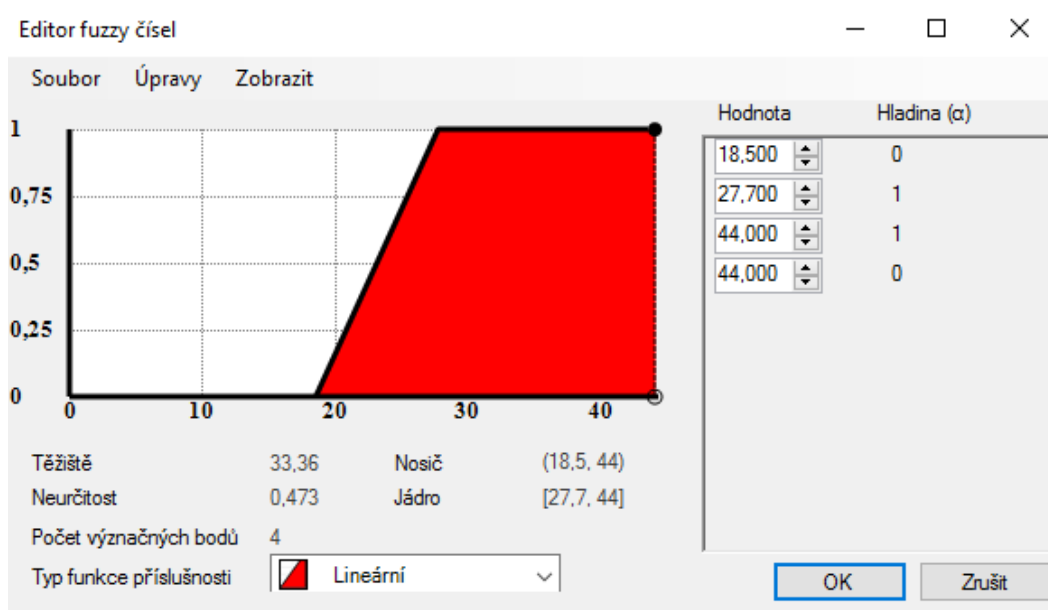 Editor fuzzy čísel
Soubor Úpravy Zobrazit
Hodnota Hladina (α)
1
0,75
0,5
0,25
0
0 10 20 30 40
18,500 0
27,700 1
44,000 1
44,000 0
Těžiště 33,36 Nosič (18,5, 44)
Neurčitost 0,473 Jádro [27,7, 44]
Počet význačných bodů 4
Typ funkce příslušnosti Lineární
OK Zrušit